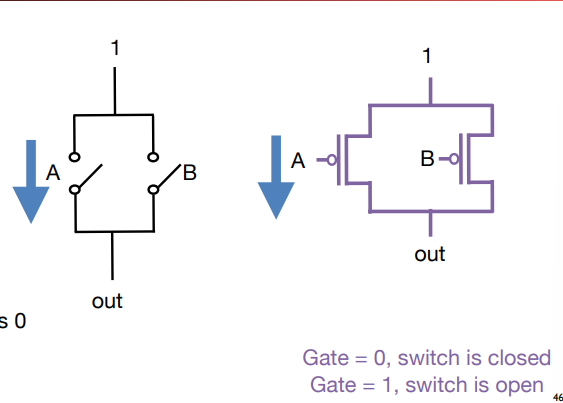 1
A
B
out
s 0
1
A
B
out
Gate = 0, switch is closed
Gate = 1, switch is open
46